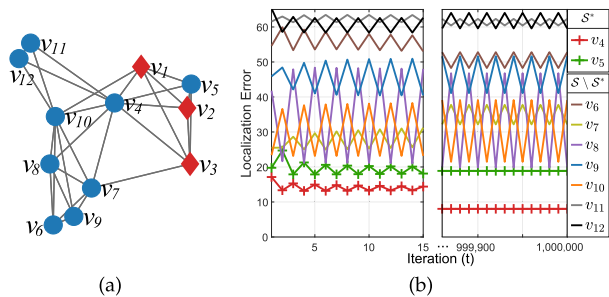 v11
v12
v1
v5
v4
v2
v10
v3
v8
v7
v6
v9
(a)
Localization Error
60
50
40
30
20
10
0
5
10
15
...
999,900
1,000,000
Iteration (t)
S*
v4
v5
S \ S*
v6
v7
v8
v9
v10
v11
v12
(b)